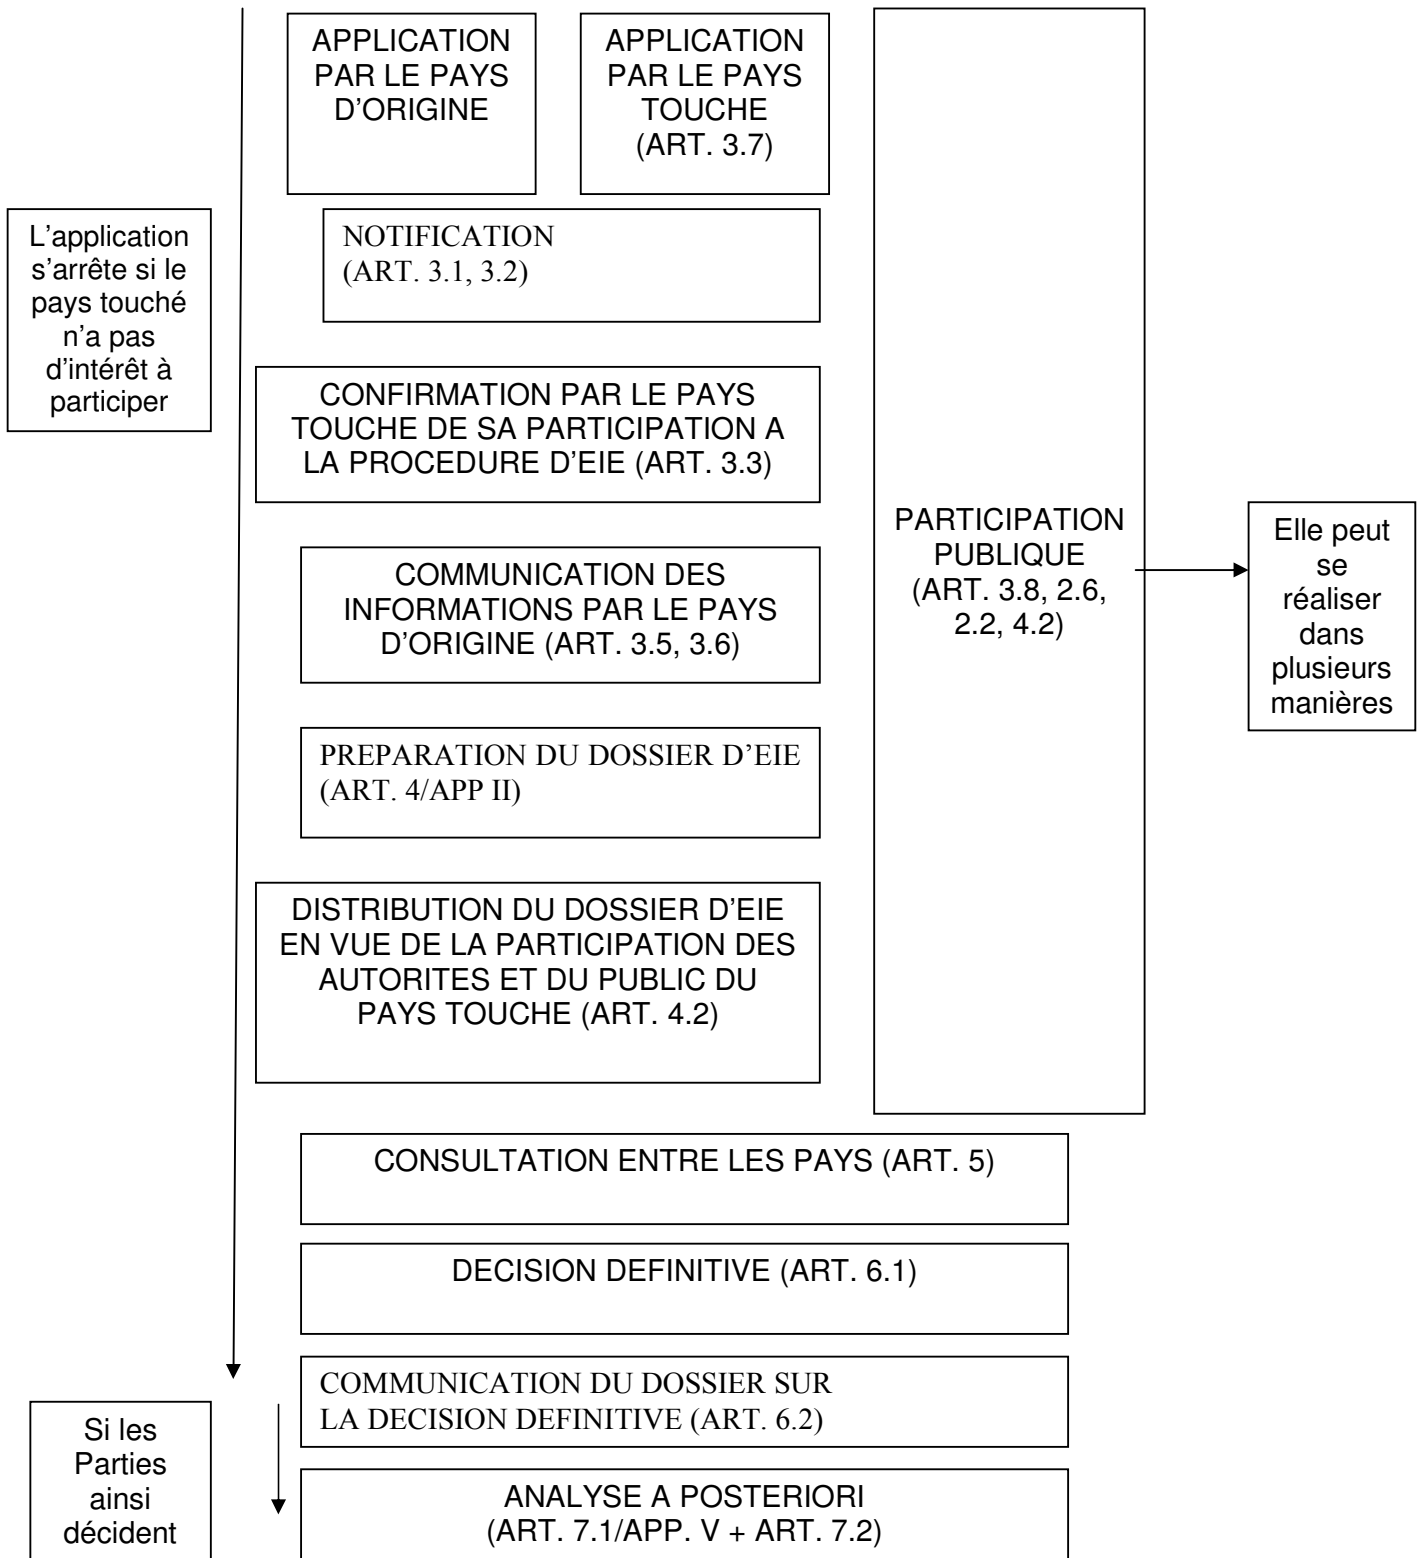 APPLICATION
PAR LE PAYS
D’ORIGINE
APPLICATION
PAR LE PAYS
TOUCHE
(ART. 3.7)
L’application
s’arrête si le
pays touché
n’a pas
d’intérêt à
participer
NOTIFICATION
(ART. 3.1, 3.2)
CONFIRMATION PAR LE PAYS
TOUCHE DE SA PARTICIPATION A
LA PROCEDURE D’EIE (ART. 3.3)
COMMUNICATION DES
INFORMATIONS PAR LE PAYS
D’ORIGINE (ART. 3.5, 3.6)
PARTICIPATION
PUBLIQUE
(ART. 3.8, 2.6,
2.2, 4.2)
Elle peut
se
réaliser
dans
plusieurs
manières
PREPARATION DU DOSSIER D’EIE
(ART. 4/APP II)
DISTRIBUTION DU DOSSIER D’EIE
EN VUE DE LA PARTICIPATION DES
AUTORITES ET DU PUBLIC DU
PAYS TOUCHE (ART. 4.2)
CONSULTATION ENTRE LES PAYS (ART. 5)
DECISION DEFINITIVE (ART. 6.1)
COMMUNICATION DU DOSSIER SUR
LA DECISION DEFINITIVE (ART. 6.2)
Si les
Parties
ainsi
décident
ANALYSE A POSTERIORI
(ART. 7.1/APP. V + ART. 7.2)